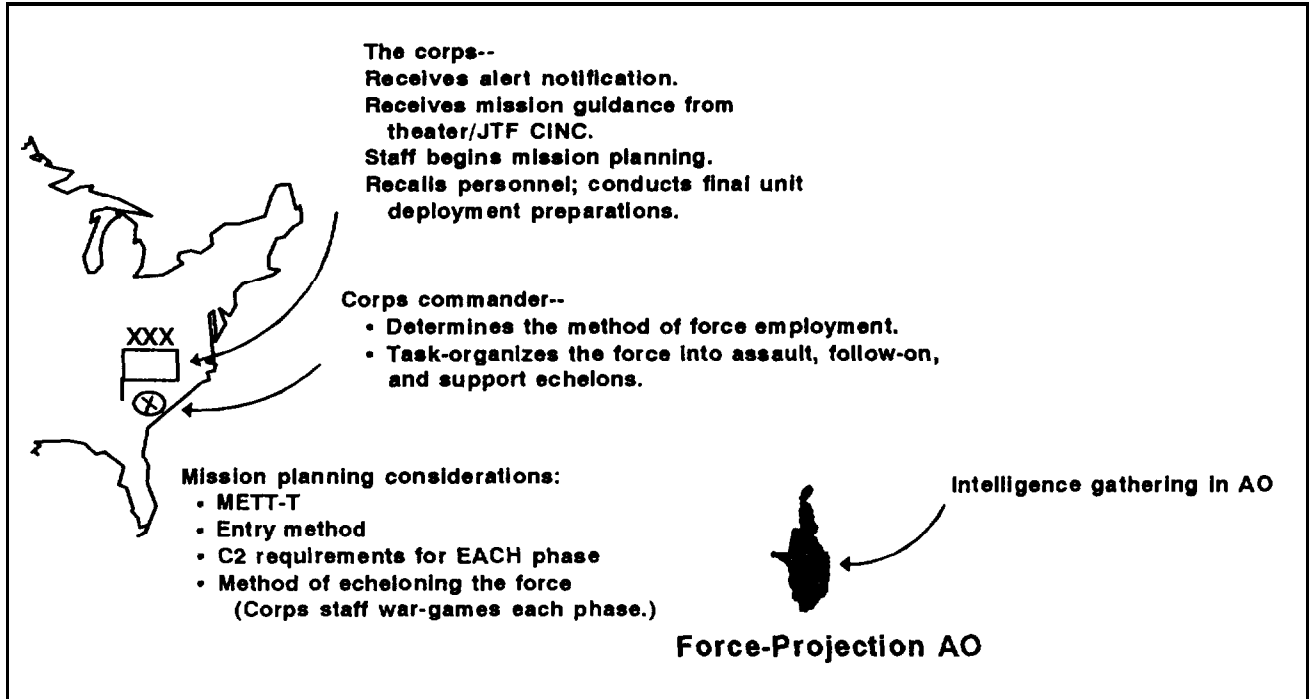 The corps--
Receives alert notification.
Receives mission guidance from
theater/JTF CINC.
Staff begins mission planning.
Recalls personnel; conducts final unit
deployment preparations.
Corps commander--
• Determines the method of force employment.
• Task-organizes the force into assault, follow-on,
and support echelons.
XXX
X
Mission planning considerations:
• METT-T
• Entry method
• C2 requirements for EACH phase
• Method of echeloning the force
(Corps staff war-games each phase.)
Intelligence gathering in AO
Force-Projection AO